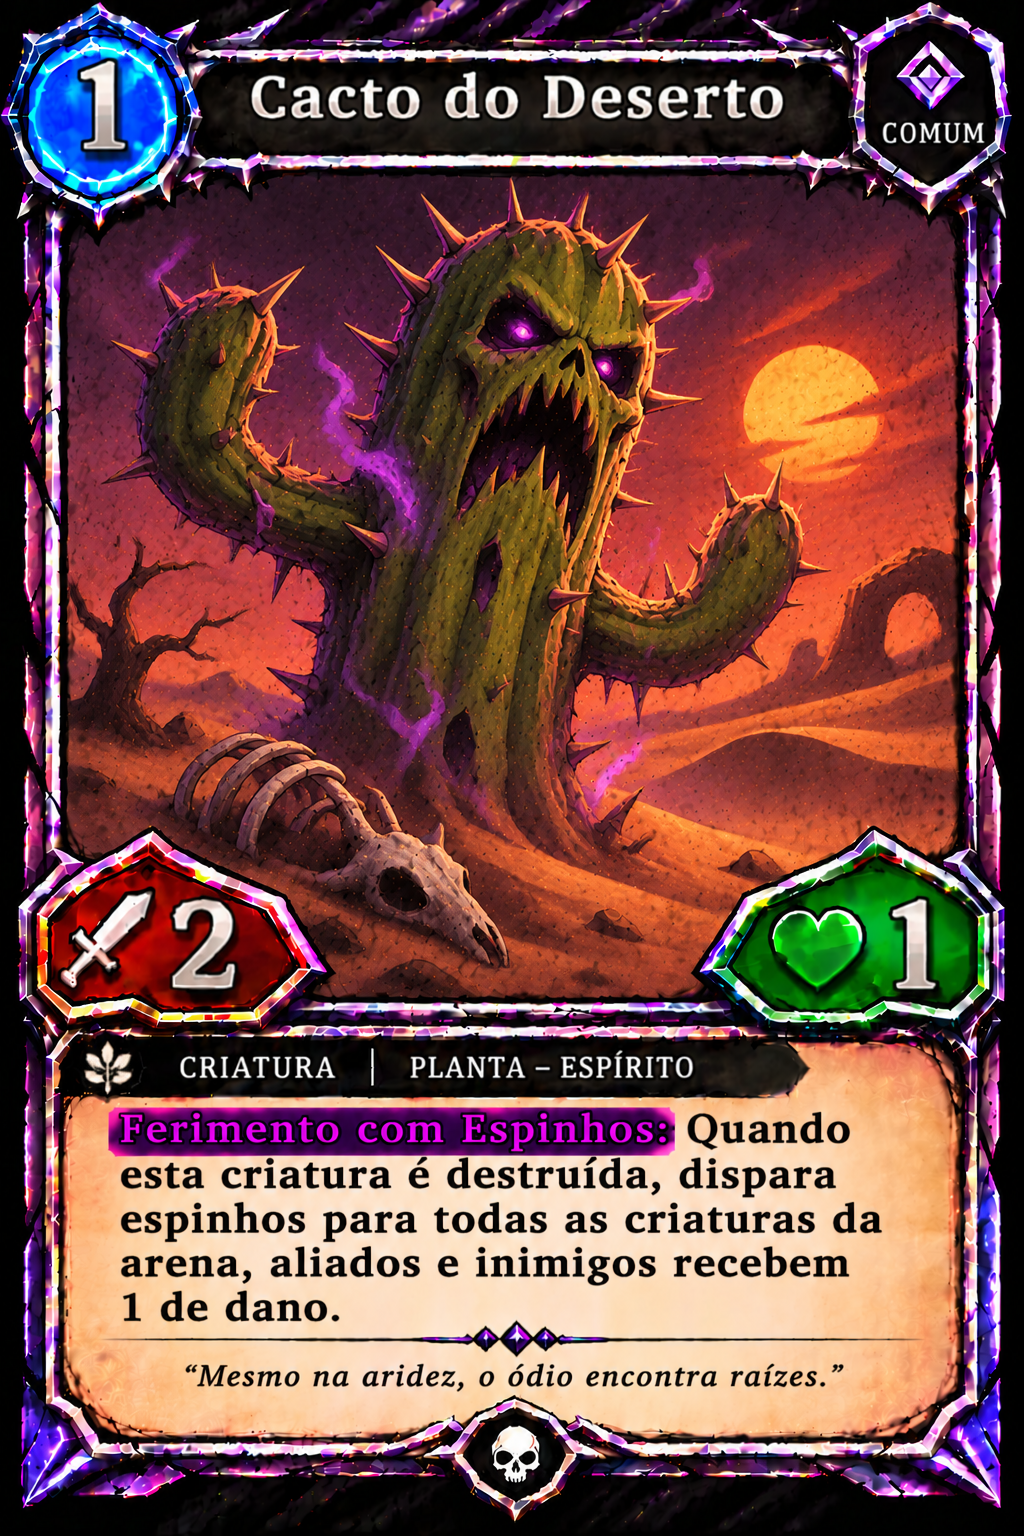 1
Cacto do Deserto
COMUM
2
1
CRIATURA | PLANTA – ESPÍRITO
Ferimento com Espinhos: Quando
esta criatura é destruída, dispara
espinhos para todas as criaturas da
arena, aliados e inimigos recebem
1 de dano.
“Mesmo na aridez, o ódio encontra raízes.”